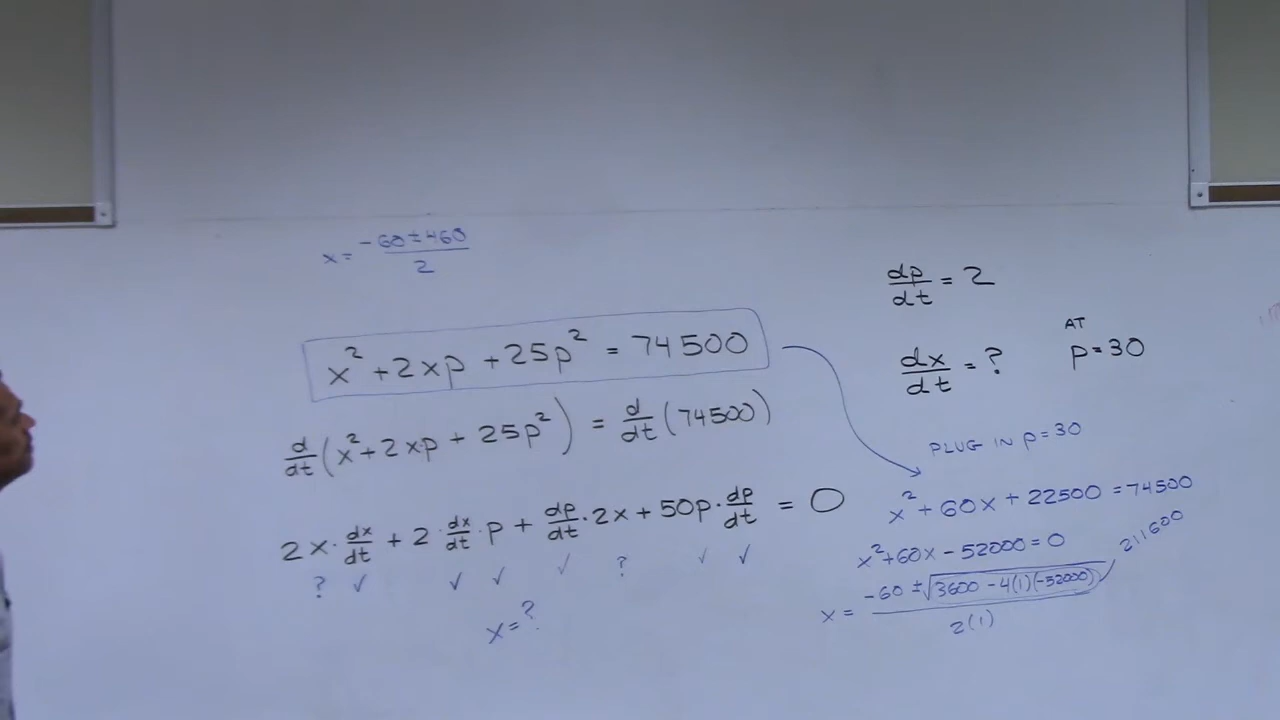 x = (-60 ± 460)/2
x² + 2xp + 25p² = 74500
d/dt (x² + 2xp + 25p²) = d/dt (74500)
2x · dx/dt + 2 · dx/dt · p + dp/dt · 2x + 50p · dp/dt = 0
? ✓ ✓ ✓ ✓ ? ✓ ✓
x = ?
dp/dt = 2
dx/dt = ? AT p = 30
PLUG IN p = 30
x² + 60x + 22500 = 74500
x² + 60x - 52000 = 0
x = (-60 ± √(3600 - 4(1)(-52000)))/2(1)
211600